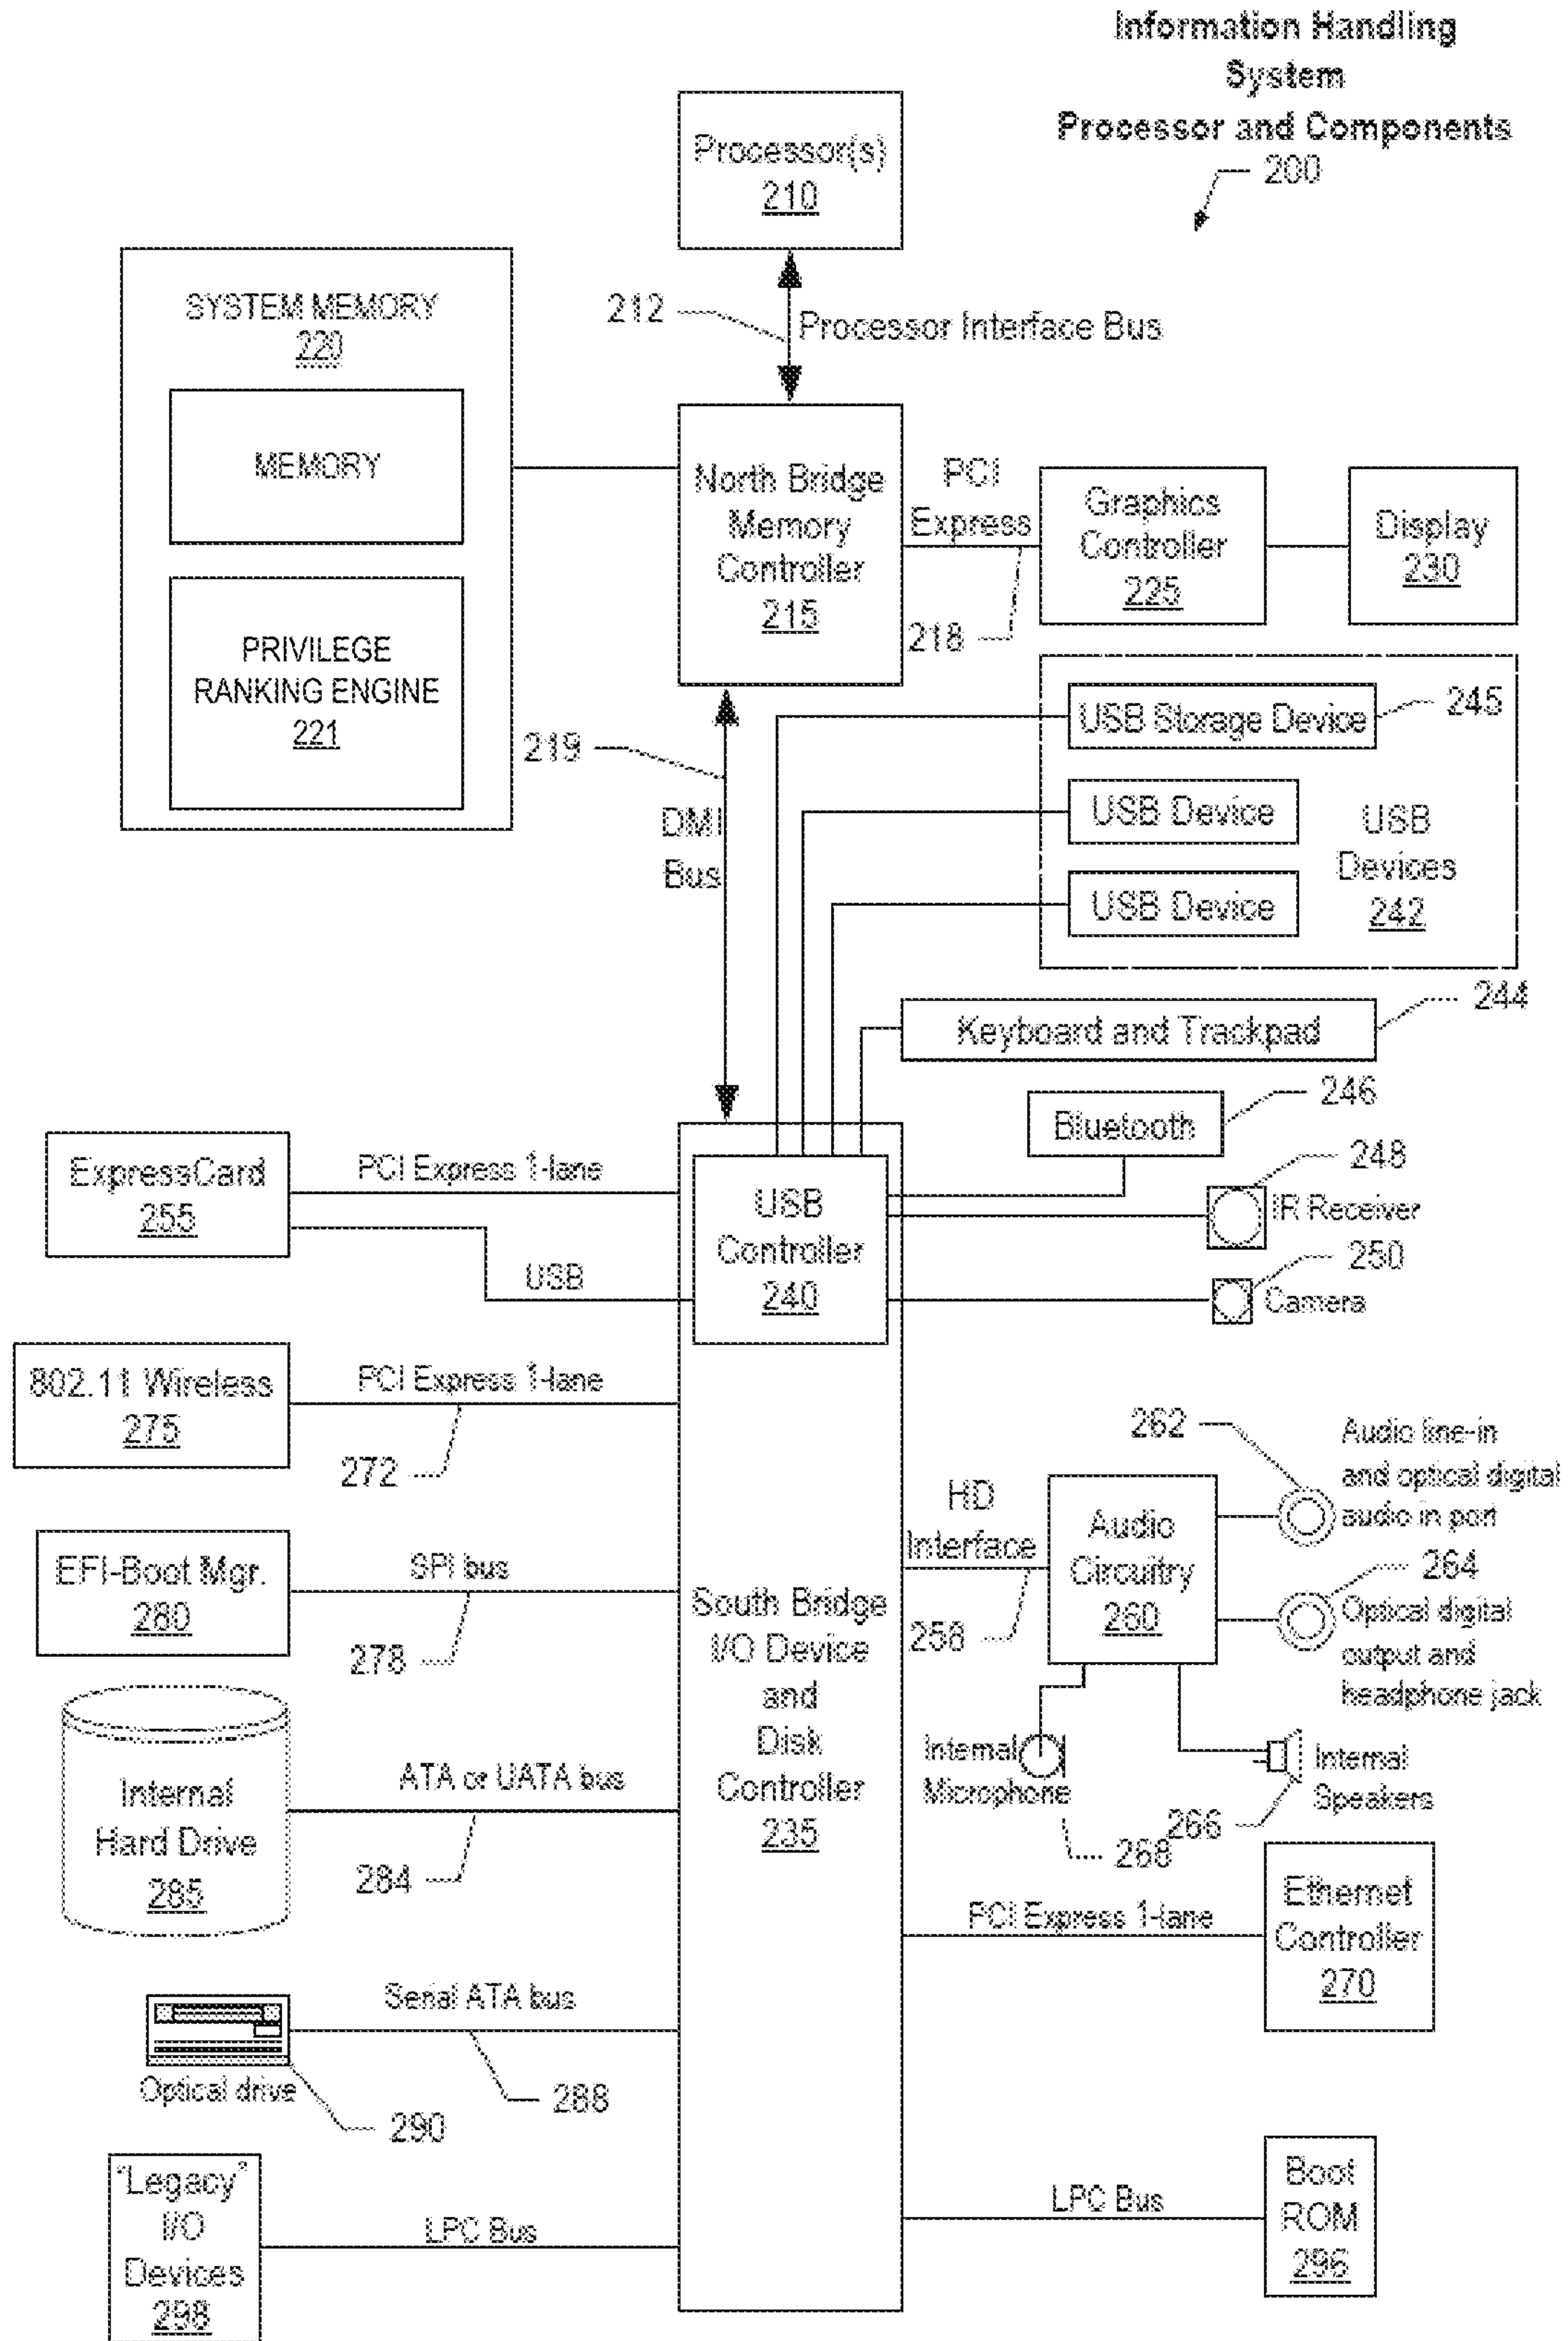 Information Handling
System
Processor and Components
200
Processor(s)
210
212
Processor Interface Bus
SYSTEM MEMORY
220
MEMORY
PRIVILEGE
RANKING ENGINE
221
North Bridge
Memory
Controller
215
PCI
Express
218
Graphics
Controller
225
Display
230
219
DMI
Bus
USB Storage Device
245
USB Device
USB Device
USB
Devices
242
Keyboard and Trackpad
244
Bluetooth
246
248
IR Receiver
250
Camera
ExpressCard
255
PCI Express 1-lane
USB
USB
Controller
240
802.11 Wireless
275
PCI Express 1-lane
272
EFI-Boot Mgr.
280
SPI bus
278
Internal
Hard Drive
285
ATA or UATA bus
284
Serial ATA bus
288
Optical drive
290
"Legacy"
I/O
Devices
298
LPC Bus
South Bridge
I/O Device
and
Disk
Controller
235
HD
Interface
258
Audio
Circuitry
260
262
Audio line-in
and optical digital
audio in port
264
Optical digital
output and
headphone jack
Internal
Microphone
268
266
Internal
Speakers
PCI Express 1-lane
Ethernet
Controller
270
LPC Bus
Boot
ROM
296